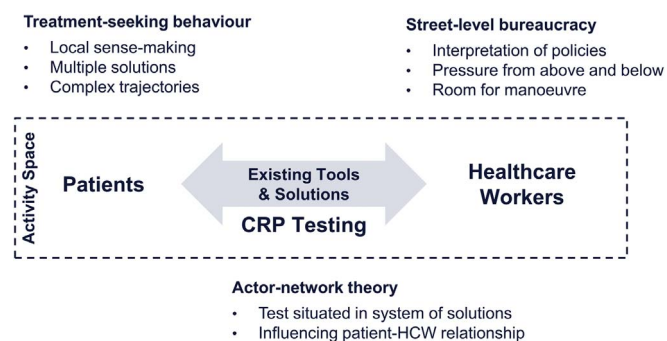 Treatment-seeking behaviour
• Local sense-making
• Multiple solutions
• Complex trajectories
Street-level bureaucracy
• Interpretation of policies
• Pressure from above and below
• Room for manoeuvre
Activity Space
Patients
Existing Tools
& Solutions
CRP Testing
Healthcare
Workers
Actor-network theory
• Test situated in system of solutions
• Influencing patient-HCW relationship